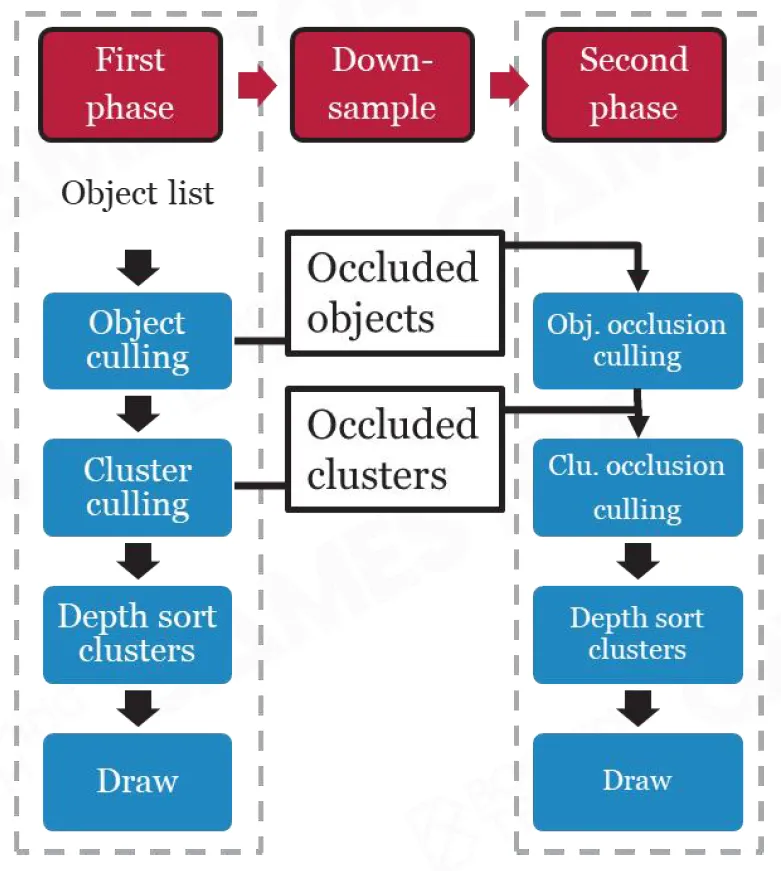 First
phase
Down-
sample
Second
phase
Object list
Occluded
objects
Object
culling
Obj. occlusion
culling
Occluded
clusters
Cluster
culling
Clu. occlusion
culling
Depth sort
clusters
Depth sort
clusters
Draw
Draw
GAMES